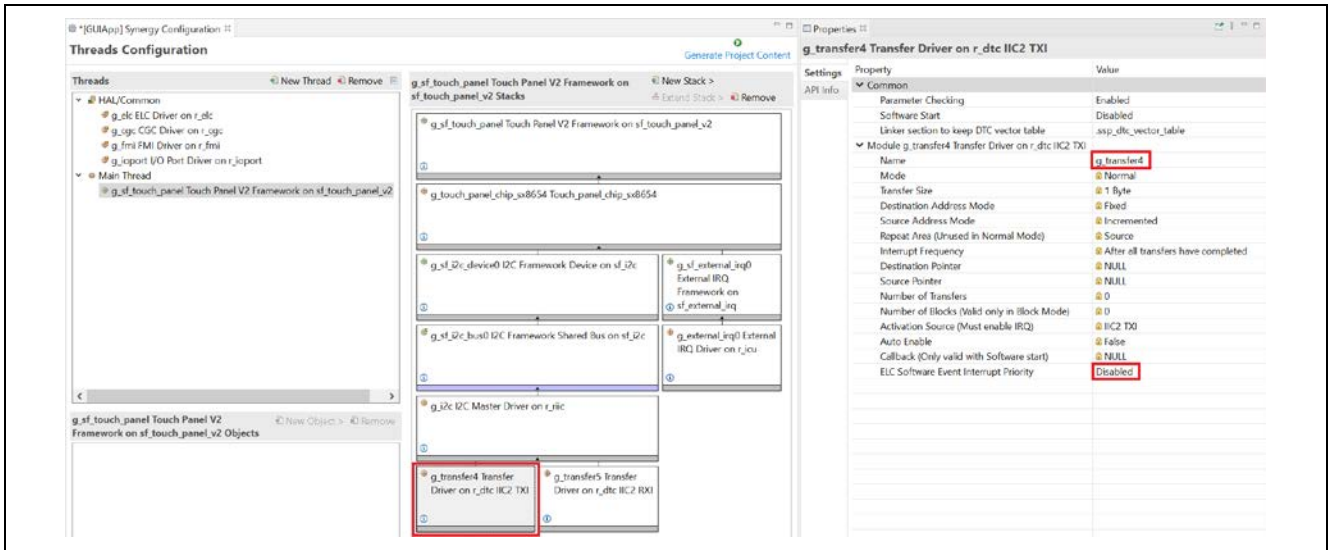 *[GUIApp] Synergy Configuration
Threads Configuration
Generate Project Content
Threads
New Thread
Remove
HAL/Common
g_elc ELC Driver on r_elc
g_cgc CGC Driver on r_cgc
g_fmi FMI Driver on r_fmi
g_ioport I/O Port Driver on r_ioport
Main Thread
g_sf_touch_panel Touch Panel V2 Framework on sf_touch_panel_v2
g_sf_touch_panel Touch Panel V2
Framework on sf_touch_panel_v2 Objects
New Object >
Remove
g_sf_touch_panel Touch Panel V2 Framework on
sf_touch_panel_v2 Stacks
New Stack >
Extend Stack >
Remove
g_sf_touch_panel Touch Panel V2 Framework on sf_touch_panel_v2
g_touch_panel_chip_sx8654 Touch_panel_chip_sx8654
g_sf_i2c_device0 I2C Framework Device on sf_i2c
g_sf_external_irq0
External IRQ
Framework on
sf_external_irq
g_sf_i2c_bus0 I2C Framework Shared Bus on sf_i2c
g_external_irq0 External
IRQ Driver on r_icu
g_i2c I2C Master Driver on r_riic
g_transfer4 Transfer
Driver on r_dtc IIC2 TXI
g_transfer5 Transfer
Driver on r_dtc IIC2 RXI
Properties
g_transfer4 Transfer Driver on r_dtc IIC2 TXI
Settings
API Info
Property Value
Common
Parameter Checking Enabled
Software Start Disabled
Linker section to keep DTC vector table .ssp_dtc_vector_table
Module g_transfer4 Transfer Driver on r_dtc IIC2 TXI
Name g_transfer4
Mode Normal
Transfer Size 1 Byte
Destination Address Mode Fixed
Source Address Mode Incremented
Repeat Area (Unused in Normal Mode) Source
Interrupt Frequency After all transfers have completed
Destination Pointer NULL
Source Pointer NULL
Number of Transfers 0
Number of Blocks (Valid only in Block Mode) 0
Activation Source (Must enable IRQ) IIC2 TXI
Auto Enable False
Callback (Only valid with Software start) NULL
ELC Software Event Interrupt Priority Disabled